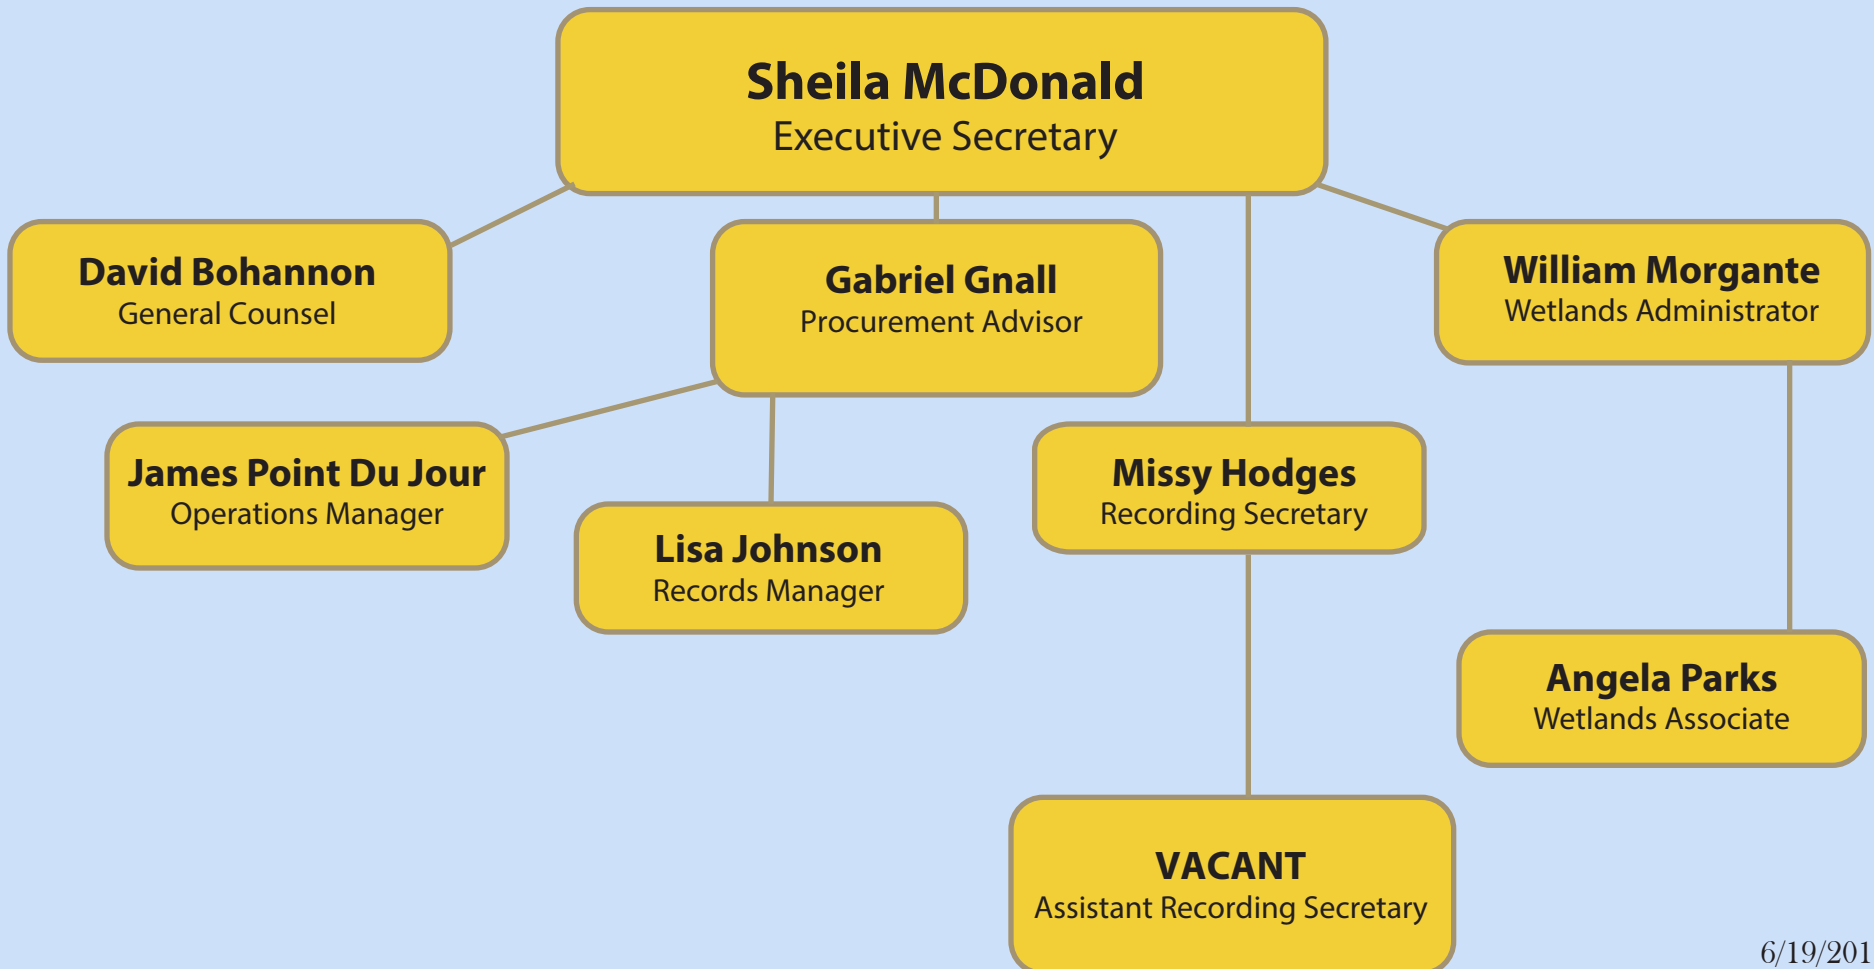 Sheila McDonald
Executive Secretary
David Bohannon
General Counsel
Gabriel Gnall
Procurement Advisor
William Morgante
Wetlands Administrator
James Point Du Jour
Operations Manager
Lisa Johnson
Records Manager
Missy Hodges
Recording Secretary
Angela Parks
Wetlands Associate
VACANT
Assistant Recording Secretary
6/19/201